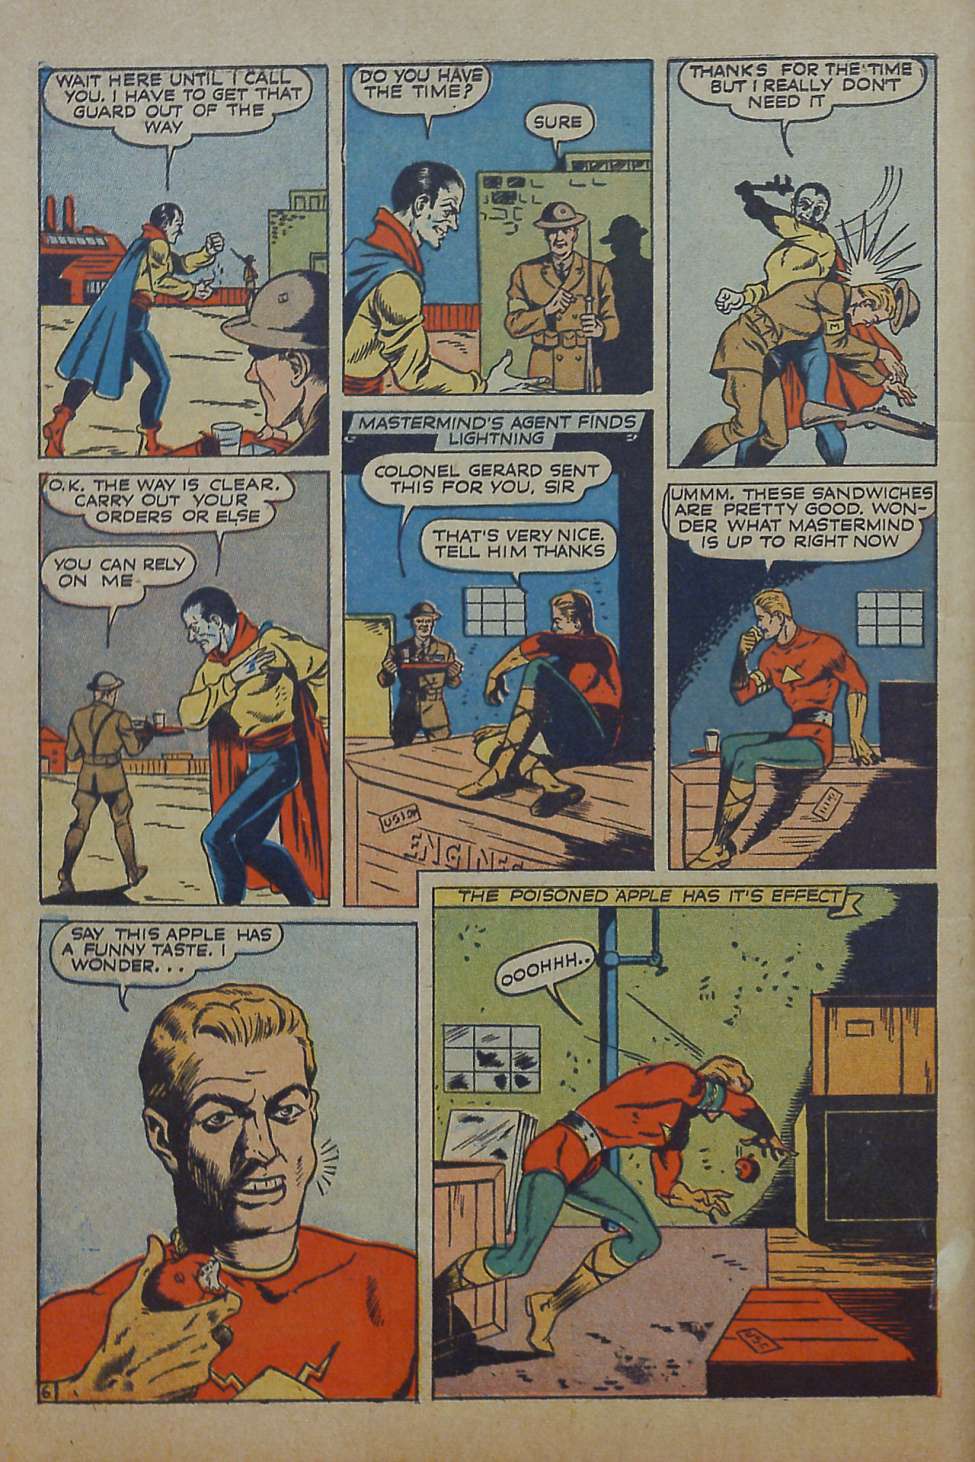 WAIT HERE UNTIL I CALL
YOU. I HAVE TO GET THAT
GUARD OUT OF THE
WAY
DO YOU HAVE
THE TIME?
SURE
THANKS FOR THE TIME
BUT I REALLY DON'T
NEED IT
M
O.K. THE WAY IS CLEAR.
CARRY OUT YOUR
ORDERS OR ELSE
YOU CAN RELY
ON ME
MASTERMIND'S AGENT FINDS
LIGHTNING
COLONEL GERARD SENT
THIS FOR YOU, SIR
THAT'S VERY NICE.
TELL HIM THANKS
ENGINES
UMMM. THESE SANDWICHES
ARE PRETTY GOOD. WON-
DER WHAT MASTERMIND
IS UP TO RIGHT NOW
SAY THIS APPLE HAS
A FUNNY TASTE. I
WONDER...
6
THE POISONED APPLE HAS IT'S EFFECT
OOOHHH..